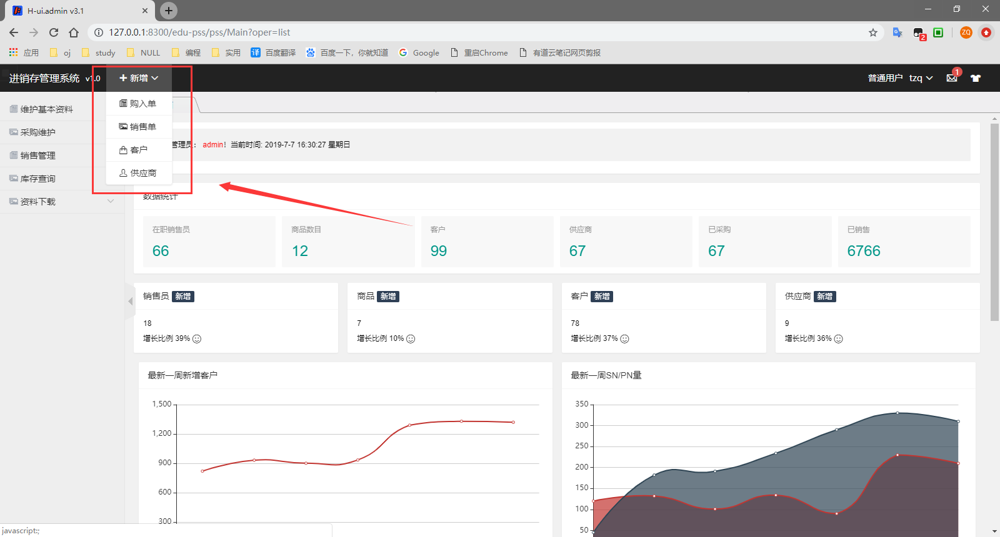 H-ui.admin v3.1
127.0.0.1:8300/edu-pss/pss/Main?oper=list
ZQ
2
应用 oj study NULL 编程 实用 译 百度翻译 百度一下，你就知道 Google 重启Chrome 有道云笔记网页剪报
进销存管理系统 v1.0 新增 普通用户 tzq 1
购入单
销售单
客户
供应商
维护基本资料
采购维护
销售管理
库存查询
资料下载
管理员： admin！当前时间: 2019-7-7 16:30:27 星期日
数据统计
在职销售员 商品数目 客户 供应商 已采购 已销售
66 12 99 67 67 6766
销售员 新增 商品 新增 客户 新增 供应商 新增
18 7 78 9
增长比例 39% 增长比例 10% 增长比例 37% 增长比例 36%
最新一周新增客户
1,500
1,200
900
600
300
最新一周SN/PN量
350
300
250
200
150
100
50
javascript:;